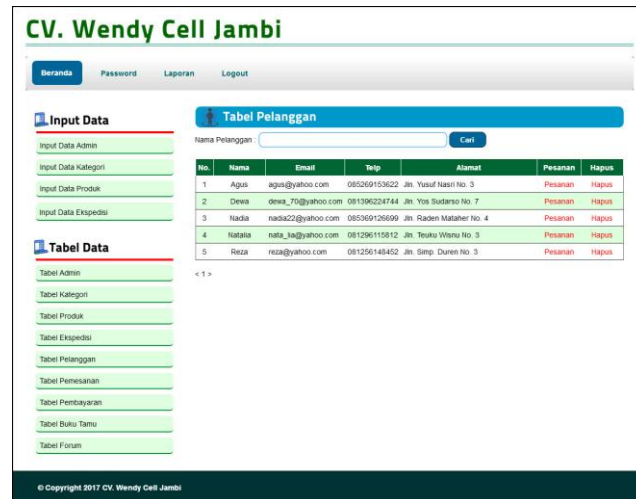 CV. Wendy Cell Jambi
Beranda Password Laporan Logout
Input Data
Input Data Admin
Input Data Kategori
Input Data Produk
Input Data Ekspedisi
Tabel Data
Tabel Admin
Tabel Kategori
Tabel Produk
Tabel Ekspedisi
Tabel Pelanggan
Tabel Pemesanan
Tabel Pembayaran
Tabel Buku Tamu
Tabel Forum
Tabel Pelanggan
Nama Pelanggan : Cari
No. Nama Email Telp Alamat Pesanan Hapus
1 Agus agus@yahoo.com 085269153622 Jln. Yusuf Nasri No. 3 Pesanan Hapus
2 Dewa dewa_70@yahoo.com 081396224744 Jln. Yos Sudarso No. 7 Pesanan Hapus
3 Nadia nadia22@yahoo.com 085369126699 Jln. Raden Mataher No. 4 Pesanan Hapus
4 Natalia nata_lia@yahoo.com 081296115812 Jln. Teuku Wisnu No. 3 Pesanan Hapus
5 Reza reza@yahoo.com 081256148452 Jln. Simp. Duren No. 3 Pesanan Hapus
< 1 >
© Copyright 2017 CV. Wendy Cell Jambi